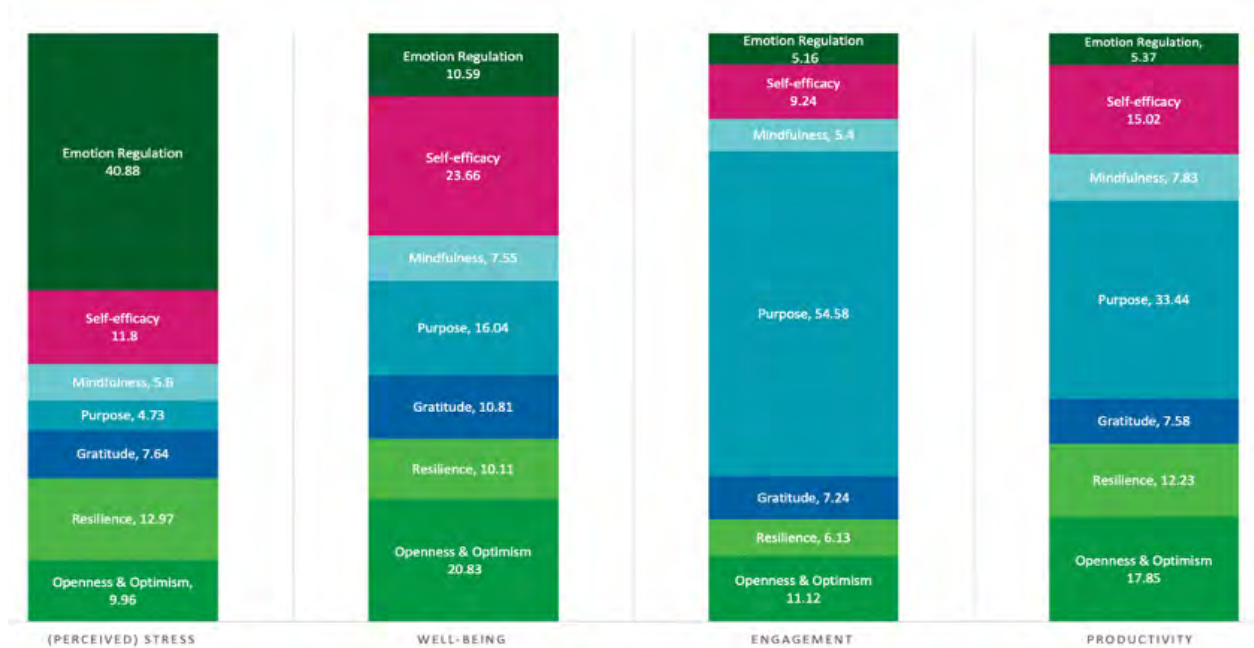 Emotion Regulation
40.88
Self-efficacy
11.8
Mindfulness, 5.6
Purpose, 4.73
Gratitude, 7.64
Resilience, 12.97
Openness & Optimism,
9.96
(PERCEIVED) STRESS
Emotion Regulation
10.59
Self-efficacy
23.66
Mindfulness, 7.55
Purpose, 16.04
Gratitude, 10.81
Resilience, 10.11
Openness & Optimism
20.83
WELL-BEING
Emotion Regulation
5.16
Self-efficacy
9.24
Mindfulness, 5.4
Purpose, 54.58
Gratitude, 7.24
Resilience, 6.13
Openness & Optimism
11.12
ENGAGEMENT
Emotion Regulation,
5.37
Self-efficacy
15.02
Mindfulness, 7.83
Purpose, 33.44
Gratitude, 7.58
Resilience, 12.23
Openness & Optimism
17.85
PRODUCTIVITY